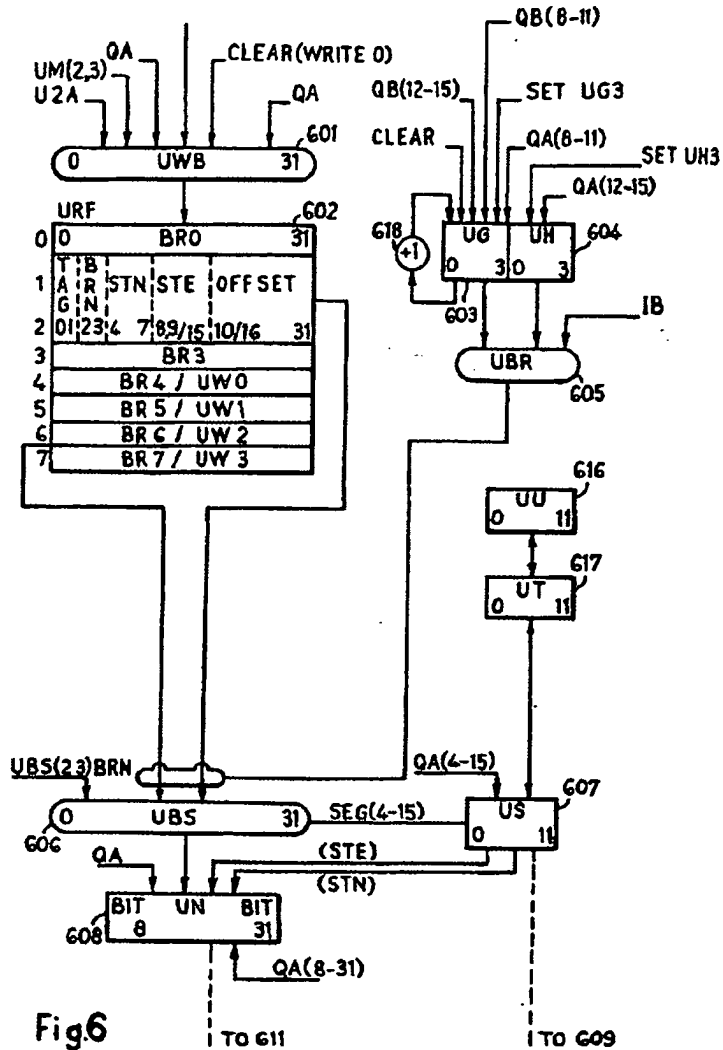 QB(8-11)
QA
CLEAR(WRITE 0)
UM(2,3)
U2A
QA
QB(12-15)
SET UG3
601
CLEAR
QA(8-11)
0 UWB 31
SET UH3
QA(12-15)
URF
602
618
+1
UG
UH
604
0 0 BR0 31
0 3 0 3
603
1 TAG BRN STN STE OFFSET
IB
2 01 23 4 7 8,9/15 10/16 31
UBR
605
3 BR3
4 BR4 / UW0
5 BR5 / UW1
6 BR6 / UW2
7 BR7 / UW3
616
UU
0 11
617
UT
0 11
UBS(23)BRN
QA(4-15)
607
0 UBS 31
SEG(4-15)
US
0 11
606
(STE)
QA
(STN)
BIT UN BIT
8 31
608
QA(8-31)
Fig.6
TO 611
TO 609